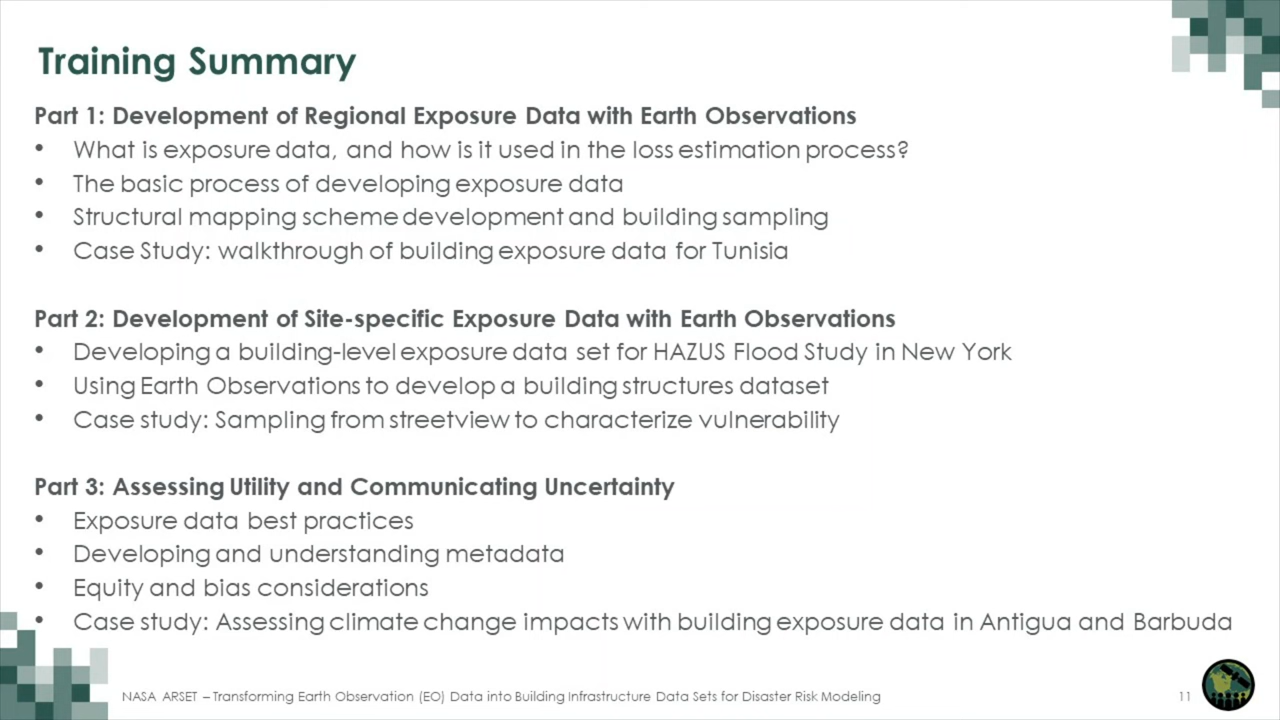 Training Summary
Part 1: Development of Regional Exposure Data with Earth Observations
• What is exposure data, and how is it used in the loss estimation process?
• The basic process of developing exposure data
• Structural mapping scheme development and building sampling
• Case Study: walkthrough of building exposure data for Tunisia
Part 2: Development of Site-specific Exposure Data with Earth Observations
• Developing a building-level exposure data set for HAZUS Flood Study in New York
• Using Earth Observations to develop a building structures dataset
• Case study: Sampling from streetview to characterize vulnerability
Part 3: Assessing Utility and Communicating Uncertainty
• Exposure data best practices
• Developing and understanding metadata
• Equity and bias considerations
• Case study: Assessing climate change impacts with building exposure data in Antigua and Barbuda
NASA ARSET – Transforming Earth Observation (EO) Data into Building Infrastructure Data Sets for Disaster Risk Modeling
11